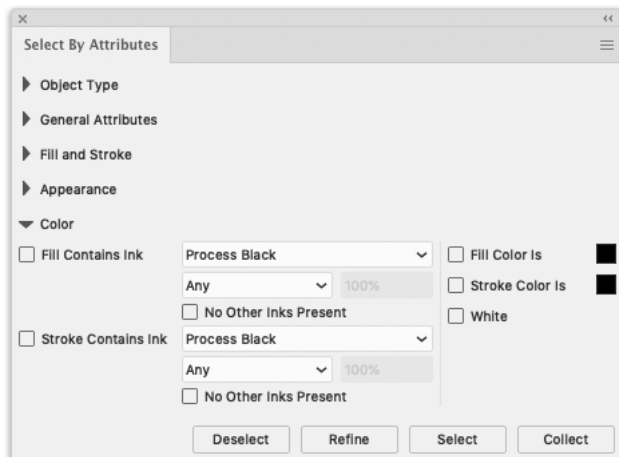 Select By Attributes
Object Type
General Attributes
Fill and Stroke
Appearance
Color
Fill Contains Ink Process Black
Any 100%
No Other Inks Present
Stroke Contains Ink Process Black
Any 100%
No Other Inks Present
Fill Color Is
Stroke Color Is
White
Deselect Refine Select Collect